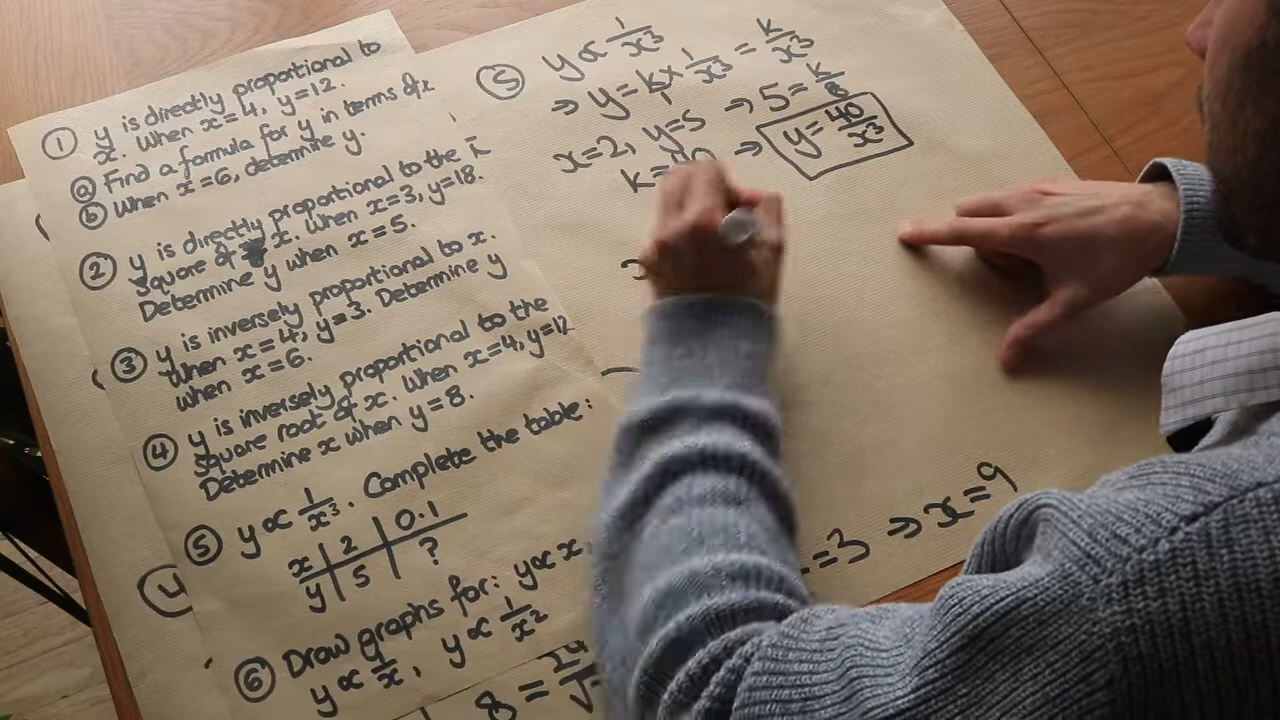 ① y is directly proportional to
x. When x=4, y=12.
ⓐ Find a formula for y in terms of x
ⓑ When x=6, determine y.
② y is directly proportional to the
square of x. When x=3, y=18.
Determine y when x=5.
③ y is inversely proportional to x.
When x=4, y=3. Determine y
when x=6.
④ y is inversely proportional to the
square root of x. When x=4, y=12
Determine x when y=8.
⑤ y∝1/x³. Complete the table:
x | 2 | 0.1
y | 5 | ?
⑥ Draw graphs for: y∝x,
y∝1/x, y∝1/x²
⑤ y∝1/x³
⇒ y=k×1/x³=k/x³
x=2, y=5 ⇒ 5=k/8
k=40 ⇒ y=40/x³
④
8=24/√
=3 ⇒ x=9